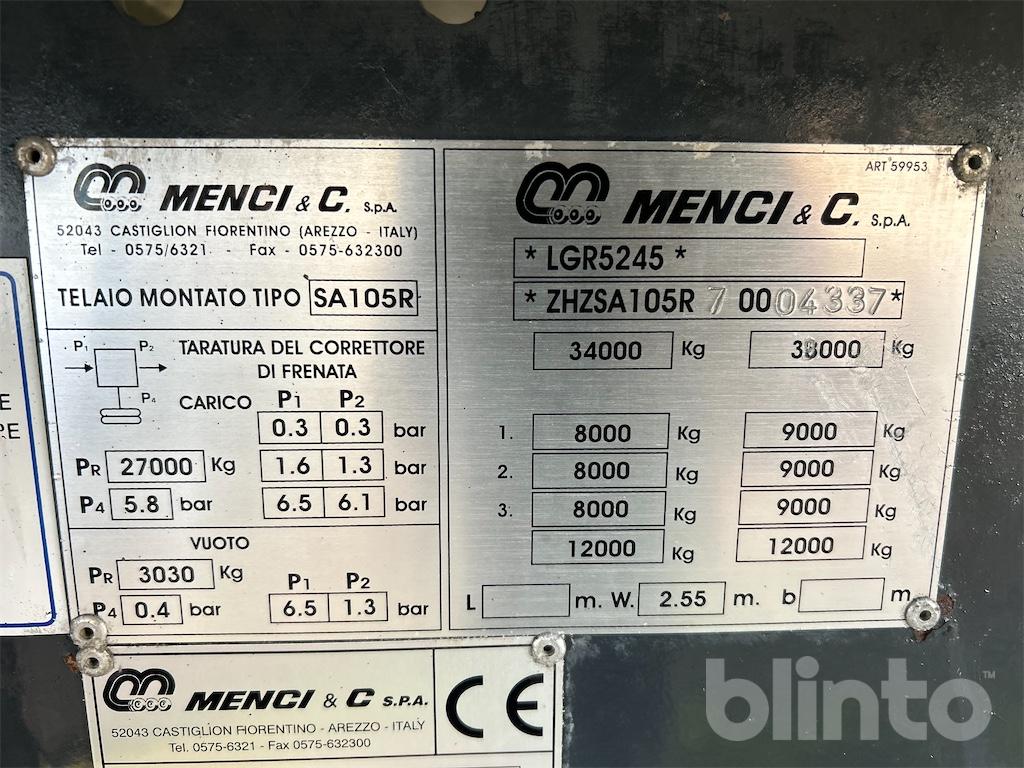 MENCI & C. S.p.A.
52043 CASTIGLION FIORENTINO (AREZZO - ITALY)
Tel - 0575/6321 - Fax - 0575-632300
TELAIO MONTATO TIPO SA105R
P1 P2
P4
TARATURA DEL CORRETTORE
DI FRENATA
CARICO P1 P2
0.3 0.3 bar
PR 27000 Kg 1.6 1.3 bar
P4 5.8 bar 6.5 6.1 bar
VUOTO
PR 3030 Kg P1 P2
P4 0.4 bar 6.5 1.3 bar
ART 59953
MENCI & C. S.p.A.
* LGR5245 *
* ZHZSA105R 7 00 04337 *
34000 Kg 38000 Kg
1. 8000 Kg 9000 Kg
2. 8000 Kg 9000 Kg
3. 8000 Kg 9000 Kg
12000 Kg 12000 Kg
L m. W. 2.55 m. b m.
MENCI & C S.P.A.
52043 CASTIGLION FIORENTINO - AREZZO - ITALY
Tel. 0575-6321 - Fax 0575-632300
CE
blinto™